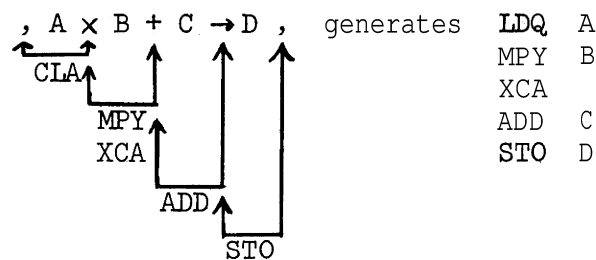 , A × B + C → D , generates LDQ A
CLA MPY B
MPY XCA
XCA ADD C
ADD STO D
STO